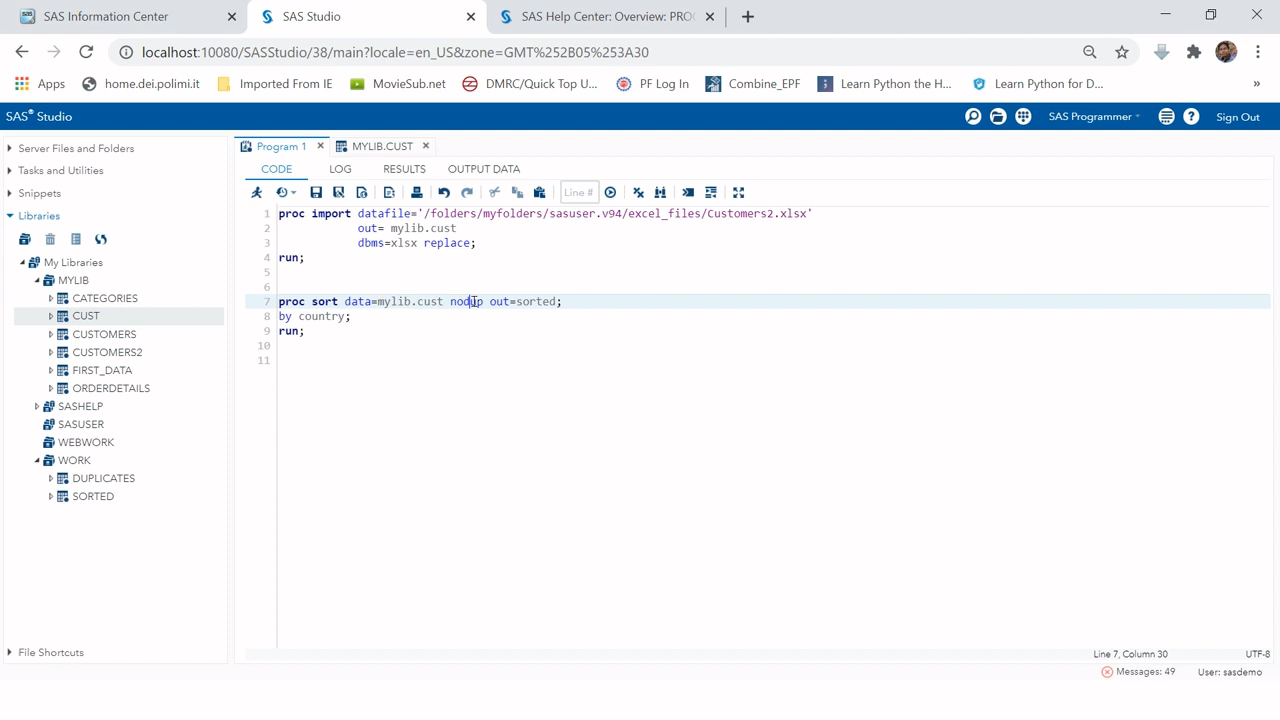 SAS Information Center
SAS Studio
SAS Help Center: Overview: PRO
localhost:10080/SASStudio/38/main?locale=en_US&zone=GMT%252B05%253A30
Apps
home.dei.polimi.it
Imported From IE
MovieSub.net
DMRC/Quick Top U...
PF Log In
Combine_EPF
Learn Python the H...
Learn Python for D...
»
SAS® Studio
SAS Programmer
Sign Out
Server Files and Folders
Tasks and Utilities
Snippets
Libraries
My Libraries
MYLIB
CATEGORIES
CUST
CUSTOMERS
CUSTOMERS2
FIRST_DATA
ORDERDETAILS
SASHELP
SASUSER
WEBWORK
WORK
DUPLICATES
SORTED
File Shortcuts
Program 1
MYLIB.CUST
CODE
LOG
RESULTS
OUTPUT DATA
Line #
1 proc import datafile='/folders/myfolders/sasuser.v94/excel_files/Customers2.xlsx'
2 out= mylib.cust
3 dbms=xlsx replace;
4 run;
5
6
7 proc sort data=mylib.cust nodup out=sorted;
8 by country;
9 run;
10
11
Line 7, Column 30
UTF-8
Messages: 49
User: sasdemo